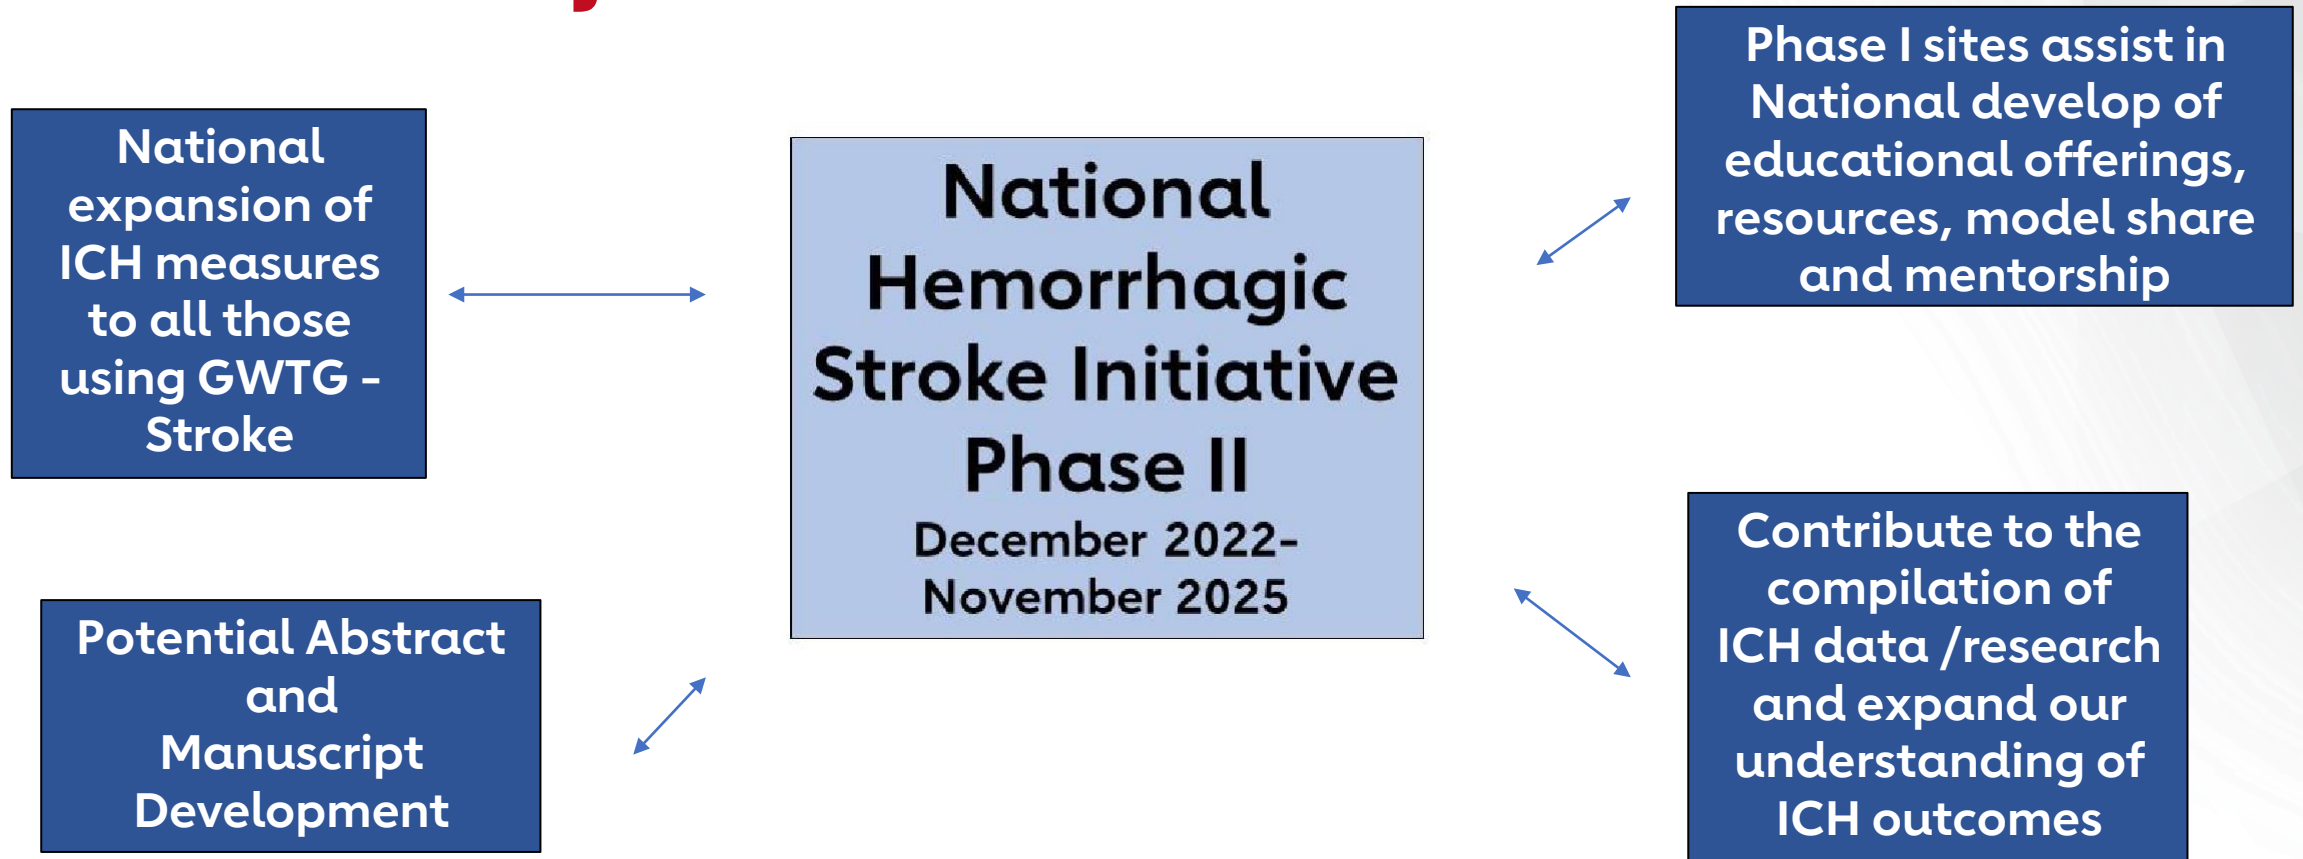 National
expansion of
ICH measures
to all those
using GWTG -
Stroke
Potential Abstract
and
Manuscript
Development
National
Hemorrhagic
Stroke Initiative
Phase II
December 2022-
November 2025
Phase I sites assist in
National develop of
educational offerings,
resources, model share
and mentorship
Contribute to the
compilation of
ICH data /research
and expand our
understanding of
ICH outcomes